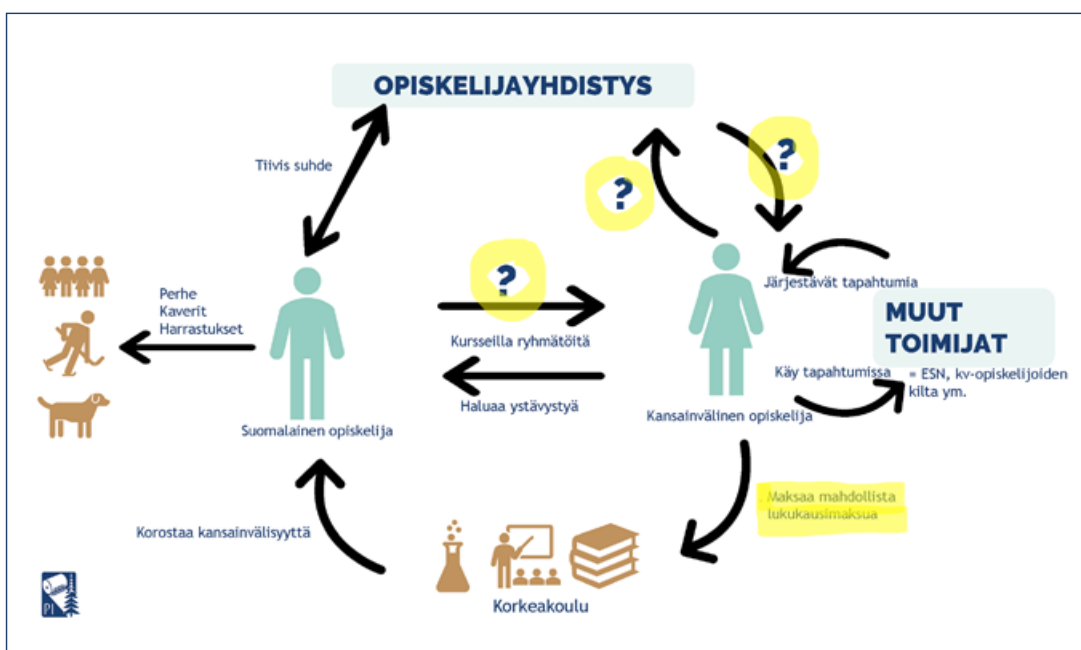 OPISKELIJAYHDISTYS
Tiivis suhde
?
?
?
Järjestävät tapahtumia
Perhe
Kaverit
Harrastukset
Kursseilla ryhmätöitä
MUUT
TOIMIJAT
Käy tapahtumissa
= ESN, kv-opiskelijoiden
kilta ym.
Haluaa ystävystyä
Suomalainen opiskelija
Kansainvälinen opiskelija
Maksaa mahdollista
lukukausimaksua
Korostaa kansainvälisyyttä
Korkeakoulu
PI